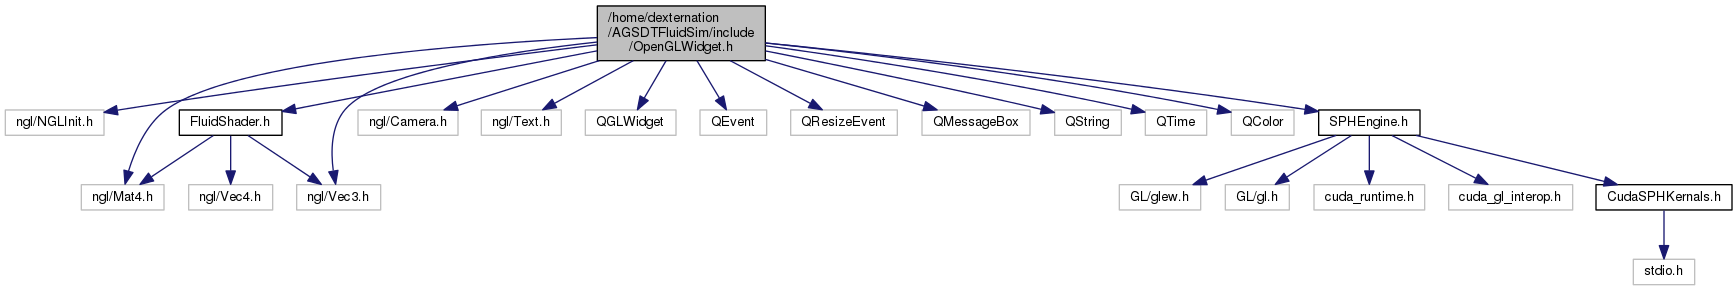 /home/dexternation
/AGSDTFluidSim/include
/OpenGLWidget.h
ngl/NGLInit.h
FluidShader.h
ngl/Camera.h
ngl/Text.h
QGLWidget
QEvent
QResizeEvent
QMessageBox
QString
QTime
QColor
SPHEngine.h
ngl/Mat4.h
ngl/Vec4.h
ngl/Vec3.h
GL/glew.h
GL/gl.h
cuda_runtime.h
cuda_gl_interop.h
CudaSPHKernals.h
stdio.h